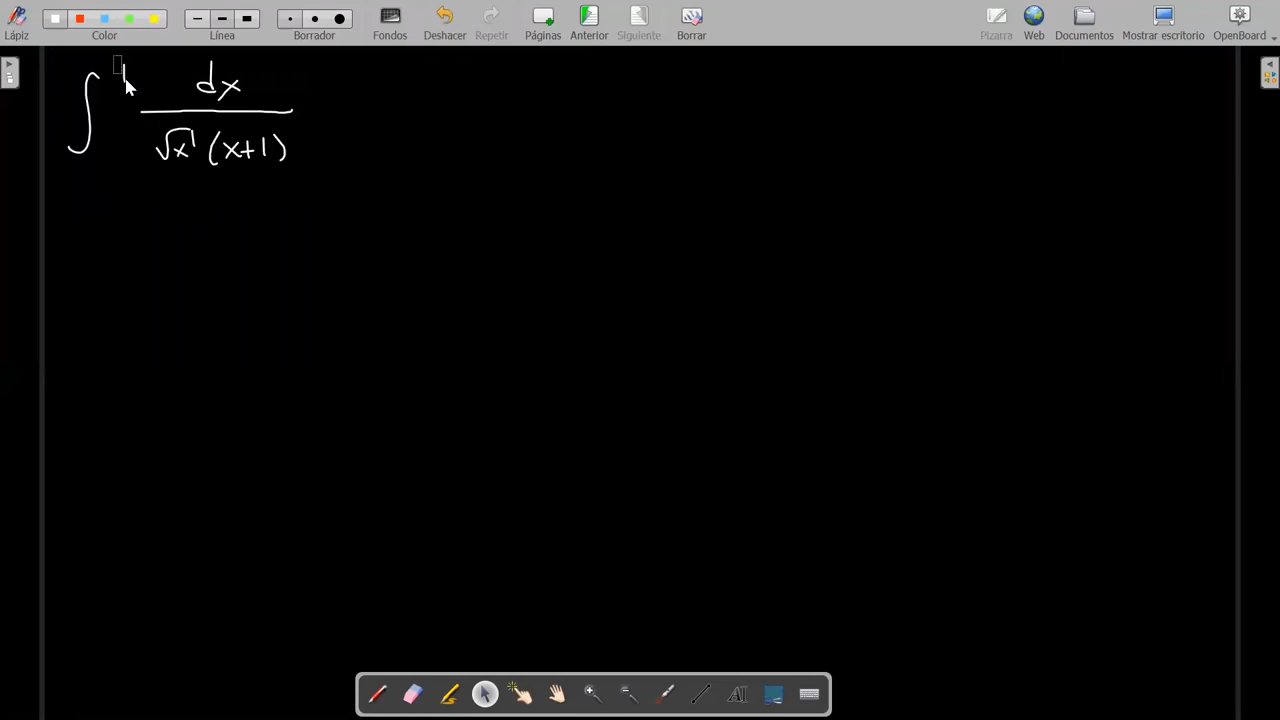 Lápiz Color Línea Borrador Fondos Deshacer Repetir Páginas Anterior Siguiente Borrar Pizarra Web Documentos Mostrar escritorio OpenBoard
∫ dx / (√x (x+1))
AI